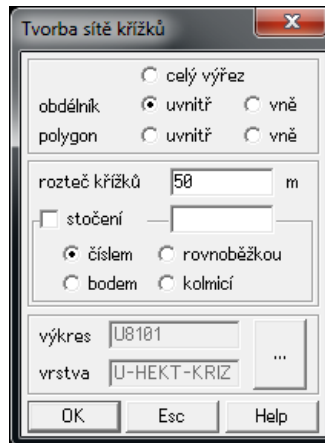 Tvorba sítě křížků
celý výřez
obdélník uvnitř vně
polygon uvnitř vně
rozteč křížků 50 m
stočení
číslem rovnoběžkou
bodem kolmicí
výkres U8101
...
vrstva U-HEKT-KRIZ
OK Esc Help